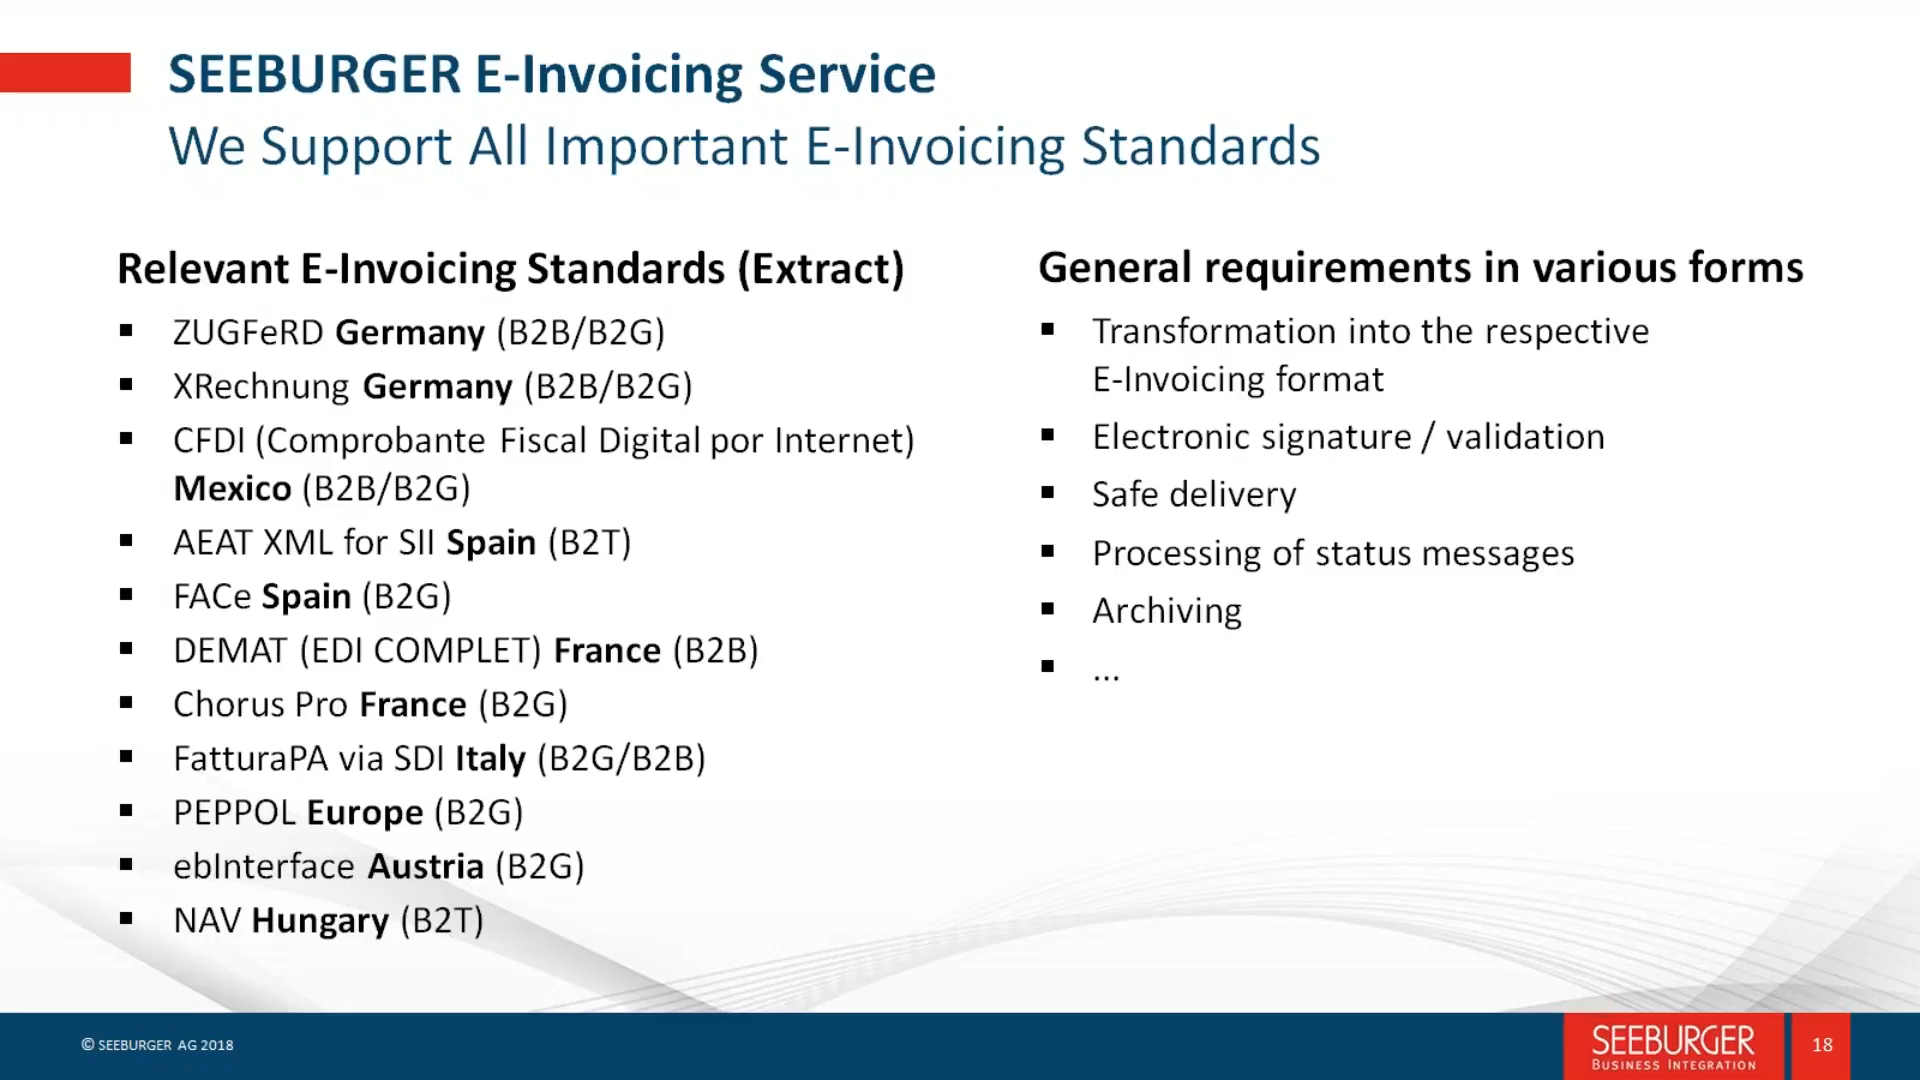 SEEBURGER E-Invoicing Service
We Support All Important E-Invoicing Standards
Relevant E-Invoicing Standards (Extract)
▪ ZUGFeRD Germany (B2B/B2G)
▪ XRechnung Germany (B2B/B2G)
▪ CFDI (Comprobante Fiscal Digital por Internet)
Mexico (B2B/B2G)
▪ AEAT XML for SII Spain (B2T)
▪ FACe Spain (B2G)
▪ DEMAT (EDI COMPLET) France (B2B)
▪ Chorus Pro France (B2G)
▪ FatturaPA via SDI Italy (B2G/B2B)
▪ PEPPOL Europe (B2G)
▪ ebInterface Austria (B2G)
▪ NAV Hungary (B2T)
General requirements in various forms
▪ Transformation into the respective
E-Invoicing format
▪ Electronic signature / validation
▪ Safe delivery
▪ Processing of status messages
▪ Archiving
▪ ...
© SEEBURGER AG 2018
SEEBURGER
BUSINESS INTEGRATION
18